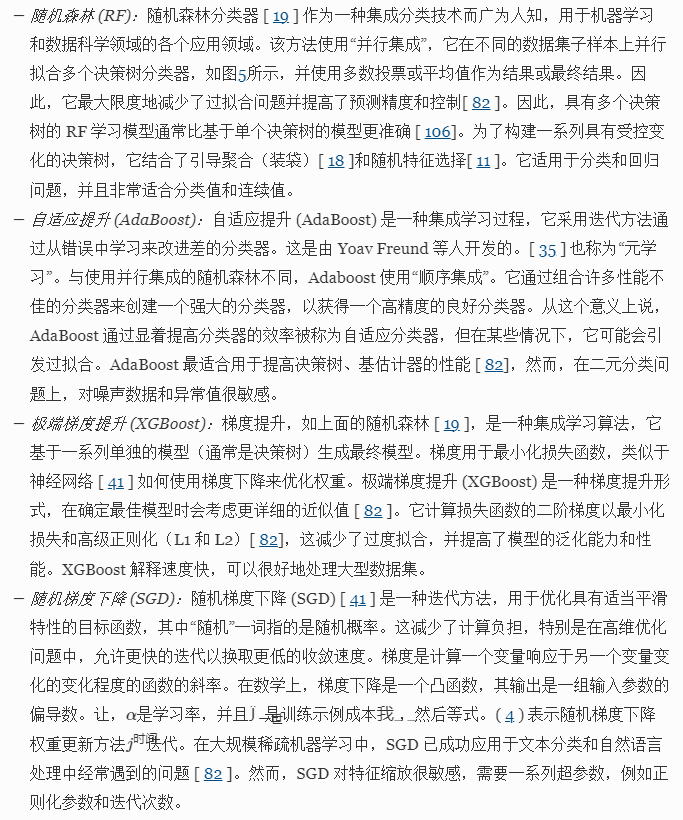 – 随机森林 (RF)：随机森林分类器 [ 19 ] 作为一种集成分类技术而广为人知，用于机器学习
和数据科学领域的各个应用领域。该方法使用“并行集成”，它在不同的数据集子样本上并行
拟合多个决策树分类器，如图5所示，并使用多数投票或平均值作为结果或最终结果。因
此，它最大限度地减少了过拟合问题并提高了预测精度和控制[ 82 ]。因此，具有多个决策
树的 RF 学习模型通常比基于单个决策树的模型更准确 [ 106]。为了构建一系列具有受控变
化的决策树，它结合了引导聚合（装袋）[ 18 ]和随机特征选择[ 11 ]。它适用于分类和回归
问题，并且非常适合分类值和连续值。
– 自适应提升 (AdaBoost)：自适应提升 (AdaBoost) 是一种集成学习过程，它采用迭代方法通
过从错误中学习来改进差的分类器。这是由 Yoav Freund 等人开发的。[ 35 ] 也称为“元学
习”。与使用并行集成的随机森林不同，Adaboost 使用“顺序集成”。它通过组合许多性能不
佳的分类器来创建一个强大的分类器，以获得一个高精度的良好分类器。从这个意义上说，
AdaBoost 通过显着提高分类器的效率被称为自适应分类器，但在某些情况下，它可能会引
发过拟合。AdaBoost 最适合用于提高决策树、基估计器的性能 [ 82]，然而，在二元分类问
题上，对噪声数据和异常值很敏感。
– 极端梯度提升 (XGBoost)：梯度提升，如上面的随机森林 [ 19 ]，是一种集成学习算法，它
基于一系列单独的模型（通常是决策树）生成最终模型。梯度用于最小化损失函数，类似于
神经网络 [ 41 ] 如何使用梯度下降来优化权重。极端梯度提升 (XGBoost) 是一种梯度提升形
式，在确定最佳模型时会考虑更详细的近似值 [ 82 ]。它计算损失函数的二阶梯度以最小化
损失和高级正则化（L1 和 L2）[ 82]，这减少了过度拟合，并提高了模型的泛化能力和性
能。XGBoost 解释速度快，可以很好地处理大型数据集。
– 随机梯度下降 (SGD)：随机梯度下降 (SGD) [ 41 ] 是一种迭代方法，用于优化具有适当平滑
特性的目标函数，其中“随机”一词指的是随机概率。这减少了计算负担，特别是在高维优化
问题中，允许更快的迭代以换取更低的收敛速度。梯度是计算一个变量响应于另一个变量变
化的变化程度的函数的斜率。在数学上，梯度下降是一个凸函数，其输出是一组输入参数的
偏导数。让，α是学习率，并且J 是训练示例成本我，然后等式。( 4 ) 表示随机梯度下降
权重更新方法j时间迭代。在大规模稀疏机器学习中，SGD 已成功应用于文本分类和自然语言
处理中经常遇到的问题 [ 82 ]。然而，SGD 对特征缩放很敏感，需要一系列超参数，例如正
则化参数和迭代次数。